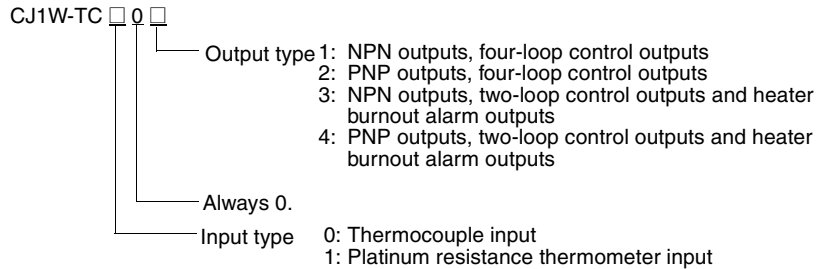 CJ1W-TC □ 0 □
Output type 1: NPN outputs, four-loop control outputs
2: PNP outputs, four-loop control outputs
3: NPN outputs, two-loop control outputs and heater
burnout alarm outputs
4: PNP outputs, two-loop control outputs and heater
burnout alarm outputs
Always 0.
Input type 0: Thermocouple input
1: Platinum resistance thermometer input